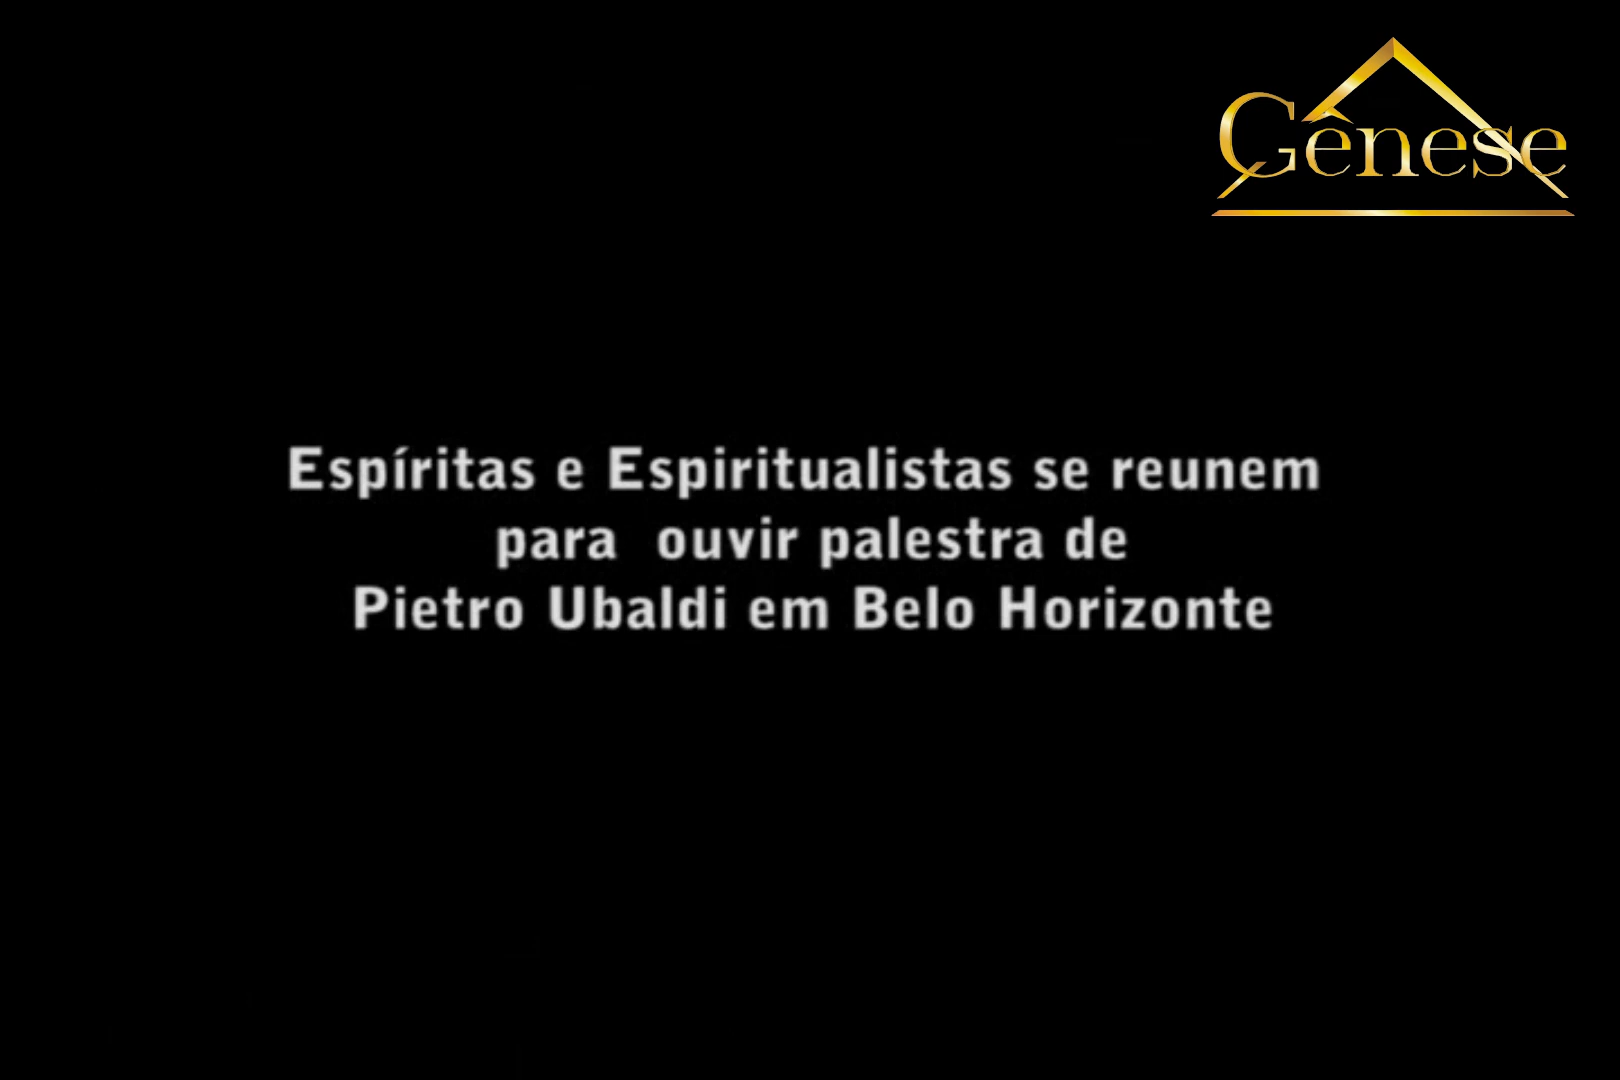 Gênese
Espíritas e Espiritualistas se reunem
para ouvir palestra de
Pietro Ubaldi em Belo Horizonte